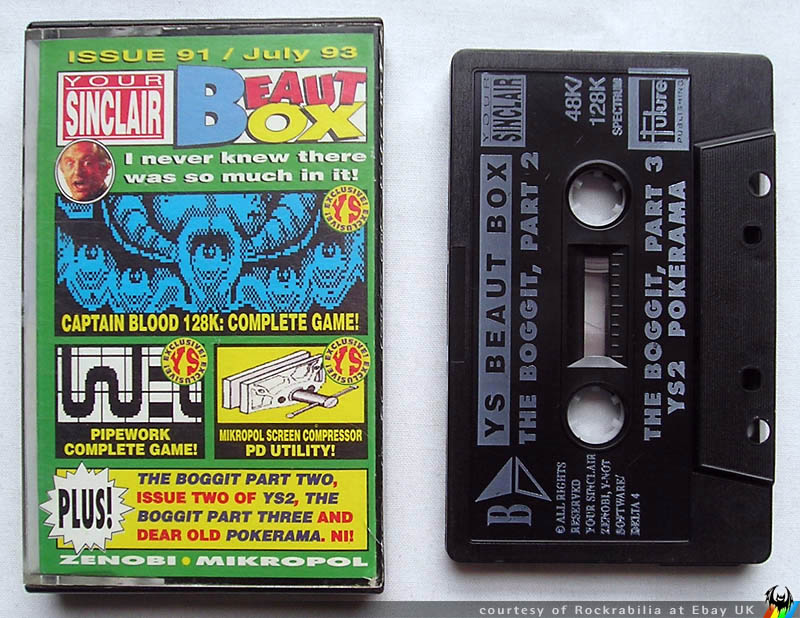 ISSUE 91 / July 93
YOUR
SINCLAIR
BEAUT
BOX
I never knew there
was so much in it!
EXCLUSIVE! YS EXCLUSIVE!
CAPTAIN BLOOD 128K: COMPLETE GAME!
EXCLUSIVE! YS EXCLUSIVE!
EXCLUSIVE! YS EXCLUSIVE!
PIPEWORK
COMPLETE GAME!
MIKROPOL SCREEN COMPRESSOR
PD UTILITY!
PLUS!
THE BOGGIT PART TWO,
ISSUE TWO OF YS2, THE
BOGGIT PART THREE AND
DEAR OLD POKERAMA. NI!
ZENOBI • MIKROPOL
YOUR
SINCLAIR
48K/
128K
SPECTRUM
Future
PUBLISHING
YS BEAUT BOX
THE BOGGIT, PART 2
THE BOGGIT, PART 3
YS2 POKERAMA
B
© ALL RIGHTS
RESERVED
YOUR SINCLAIR
ZENOBI, Y-NOT
SOFTWARE/
DELTA 4
courtesy of Rockrabilia at Ebay UK